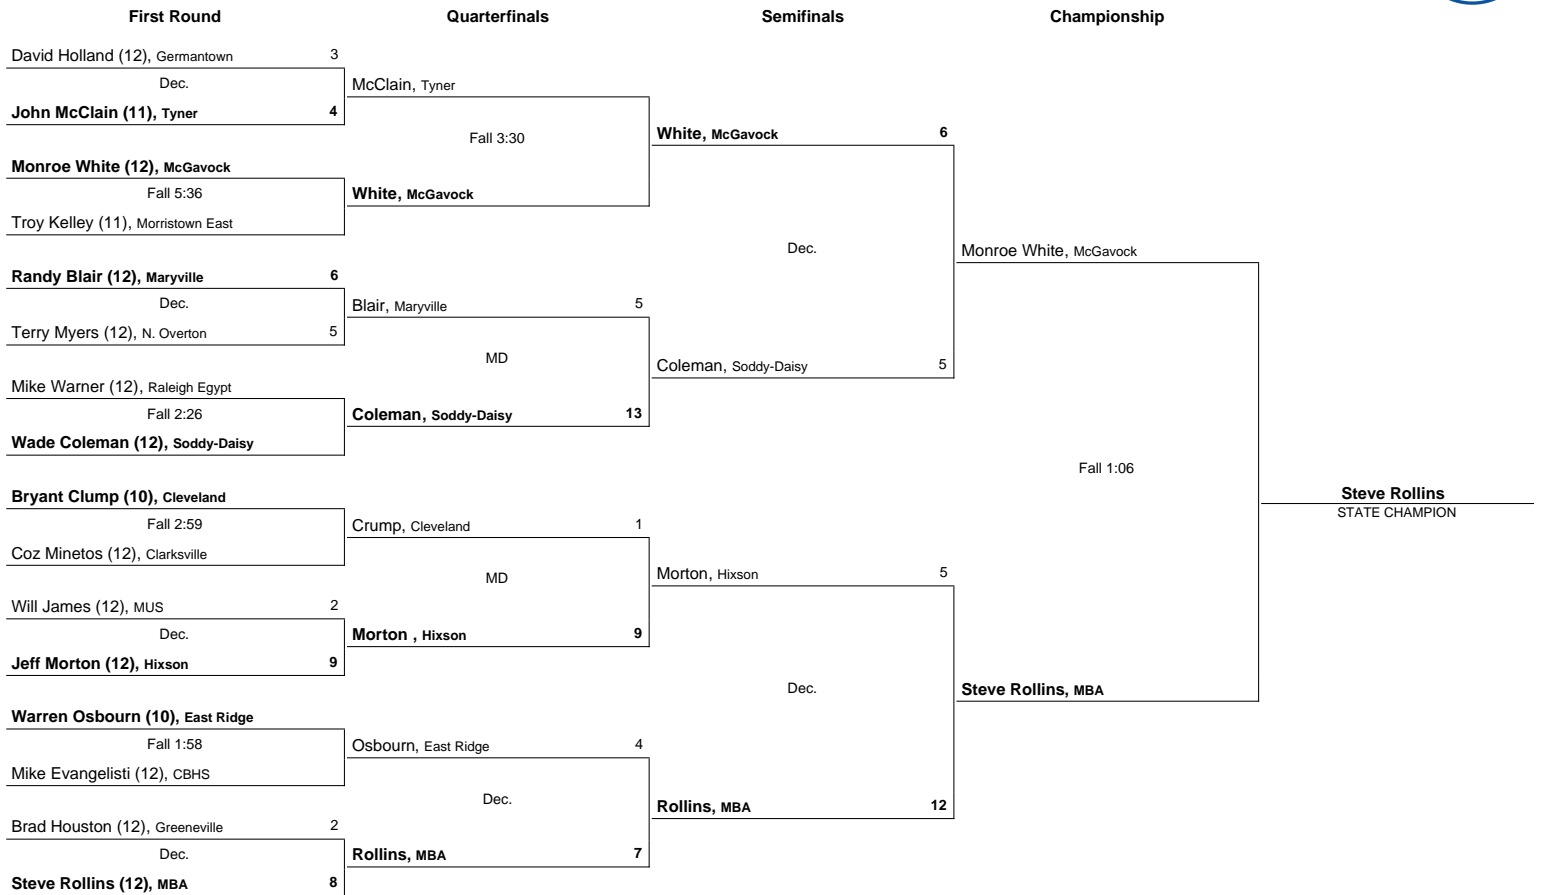 First Round
Quarterfinals
Semifinals
Championship
David Holland (12), Germantown 3
Dec.
John McClain (11), Tyner 4
Monroe White (12), McGavock
Fall 5:36
Troy Kelley (11), Morristown East
Randy Blair (12), Maryville 6
Dec.
Terry Myers (12), N. Overton 5
Mike Warner (12), Raleigh Egypt
Fall 2:26
Wade Coleman (12), Soddy-Daisy
Bryant Clump (10), Cleveland
Fall 2:59
Coz Minetos (12), Clarksville
Will James (12), MUS 2
Dec.
Jeff Morton (12), Hixson 9
Warren Osbourn (10), East Ridge
Fall 1:58
Mike Evangelisti (12), CBHS
Brad Houston (12), Greeneville 2
Dec.
Steve Rollins (12), MBA 8
McClain, Tyner
Fall 3:30
White, McGavock
Blair, Maryville 5
MD
Coleman, Soddy-Daisy 13
Crump, Cleveland 1
MD
Morton , Hixson 9
Osbourn, East Ridge 4
Dec.
Rollins, MBA 7
White, McGavock 6
Dec.
Coleman, Soddy-Daisy 5
Morton, Hixson 5
Dec.
Rollins, MBA 12
Monroe White, McGavock
Fall 1:06
Steve Rollins, MBA
Steve Rollins
STATE CHAMPION